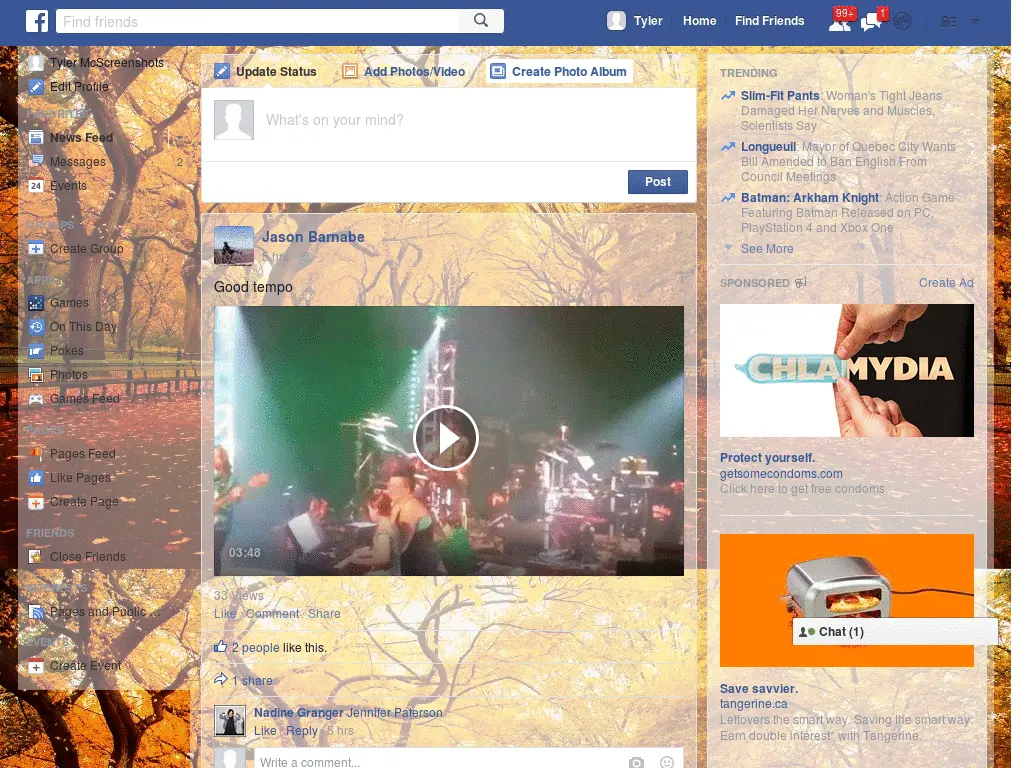 f
Find friends
Tyler
Home
Find Friends
99+
1
Tyler McScreenshots
Edit Profile
FAVORITES
News Feed
Messages
2
24
Events
Create Group
APPS
Games
On This Day
Pokes
Photos
Games Feed
PAGES
Pages Feed
Like Pages
Create Page
FRIENDS
Close Friends
Pages and Public
EVENTS
Create Event
Update Status
Add Photos/Video
Create Photo Album
What's on your mind?
Post
Jason Barnabe
5 hrs
Good tempo
03:48
33 Views
Like · Comment · Share
2 people like this.
1 share
Nadine Granger Jennifer Paterson
Like · Reply · 5 hrs
Write a comment...
TRENDING
Slim-Fit Pants: Woman's Tight Jeans
Damaged Her Nerves and Muscles,
Scientists Say
Longueuil: Mayor of Quebec City Wants
Bill Amended to Ban English From
Council Meetings
Batman: Arkham Knight: Action Game
Featuring Batman Released on PC,
PlayStation 4 and Xbox One
See More
SPONSORED
Create Ad
CHLAMYDIA
Protect yourself.
getsomecondoms.com
Click here to get free condoms.
Chat (1)
Save savvier.
tangerine.ca
Leftovers the smart way. Saving the smart way.
Earn double interest* with Tangerine.